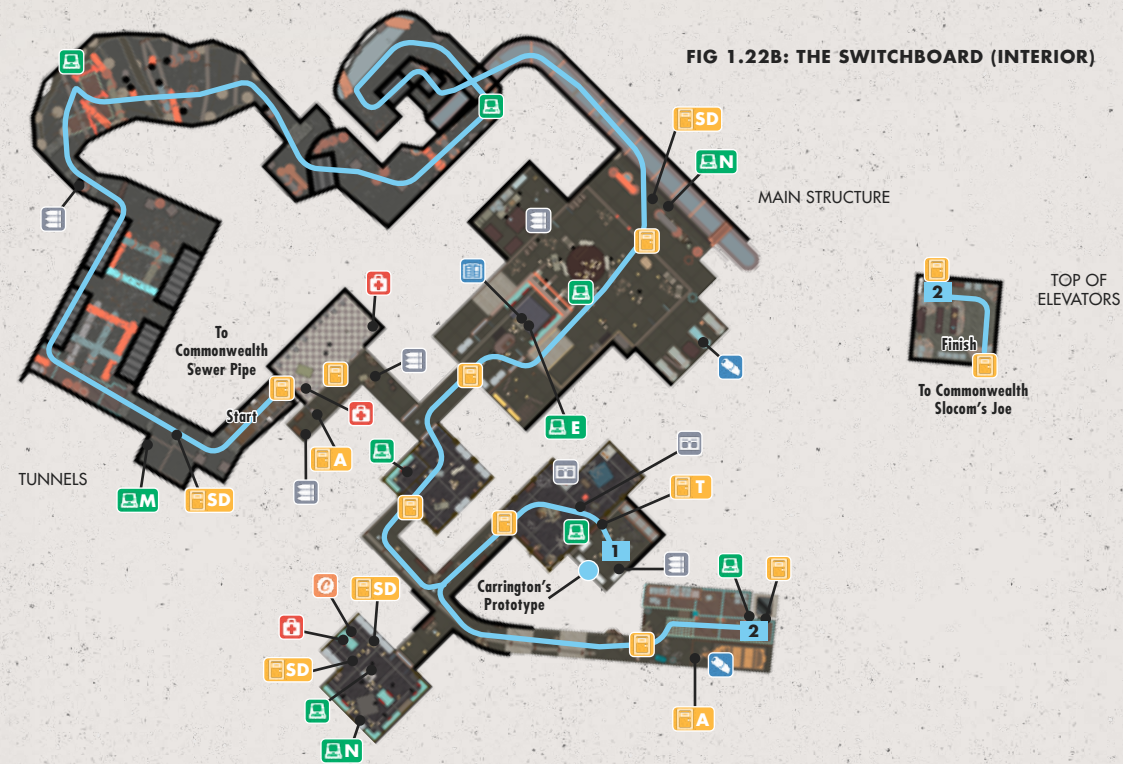 FIG 1.22B: THE SWITCHBOARD (INTERIOR)
SD
N
MAIN STRUCTURE
TOP OF
ELEVATORS
2
Finish
To Commonwealth
Slocom's Joe
To
Commonwealth
Sewer Pipe
Start
A
E
TUNNELS
M
SD
T
1
Carrington's
Prototype
SD
2
SD
A
N